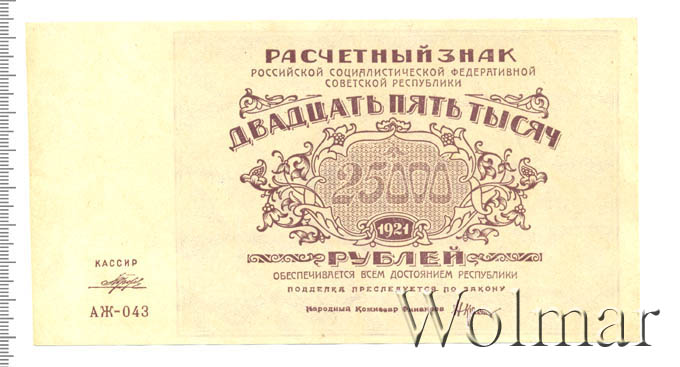 РАСЧЕТНЫЙ ЗНАК
РОССИЙСКОЙ СОЦИАЛИСТИЧЕСКОЙ ФЕДЕРАТИВНОЙ
СОВЕТСКОЙ РЕСПУБЛИКИ
ДВАДЦАТЬ ПЯТЬ ТЫСЯЧ
25000
1921
РУБЛЕЙ
ОБЕСПЕЧИВАЕТСЯ ВСЕМ ДОСТОЯНИЕМ РЕСПУБЛИКИ
ПОДДЕЛКА ПРЕСЛЕДУЕТСЯ ПО ЗАКОНУ
Народный Комиссар Финансов
КАССИР
АЖ-043
Wolmar